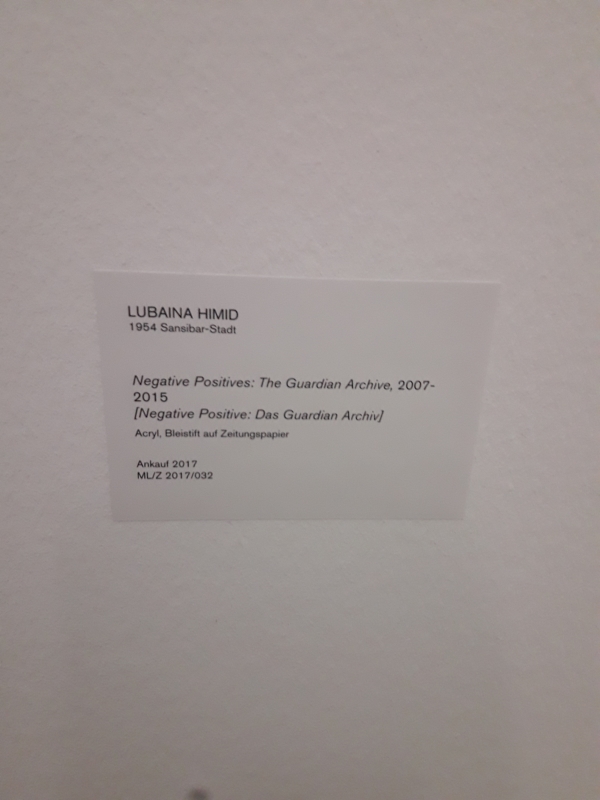 LUBAINA HIMID
1954 Sansibar-Stadt
Negative Positives: The Guardian Archive, 2007-
2015
[Negative Positive: Das Guardian Archiv]
Acryl, Bleistift auf Zeitungspapier
Ankauf 2017
ML/Z 2017/032